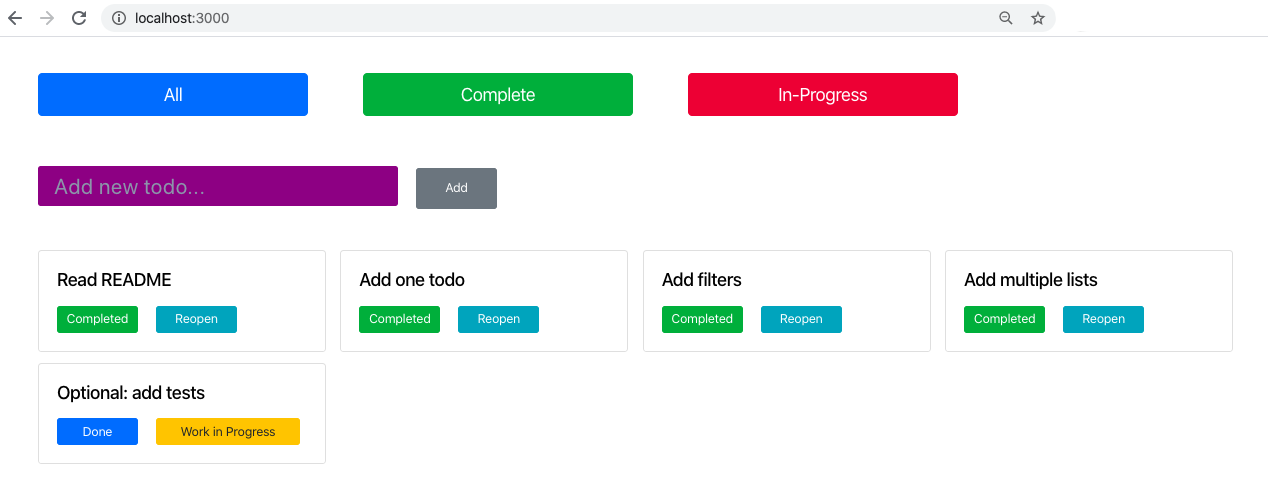 localhost:3000
All Complete In-Progress
Add new todo... Add
Read README Add one todo Add filters Add multiple lists
Completed Reopen Completed Reopen Completed Reopen Completed Reopen
Optional: add tests
Done Work in Progress